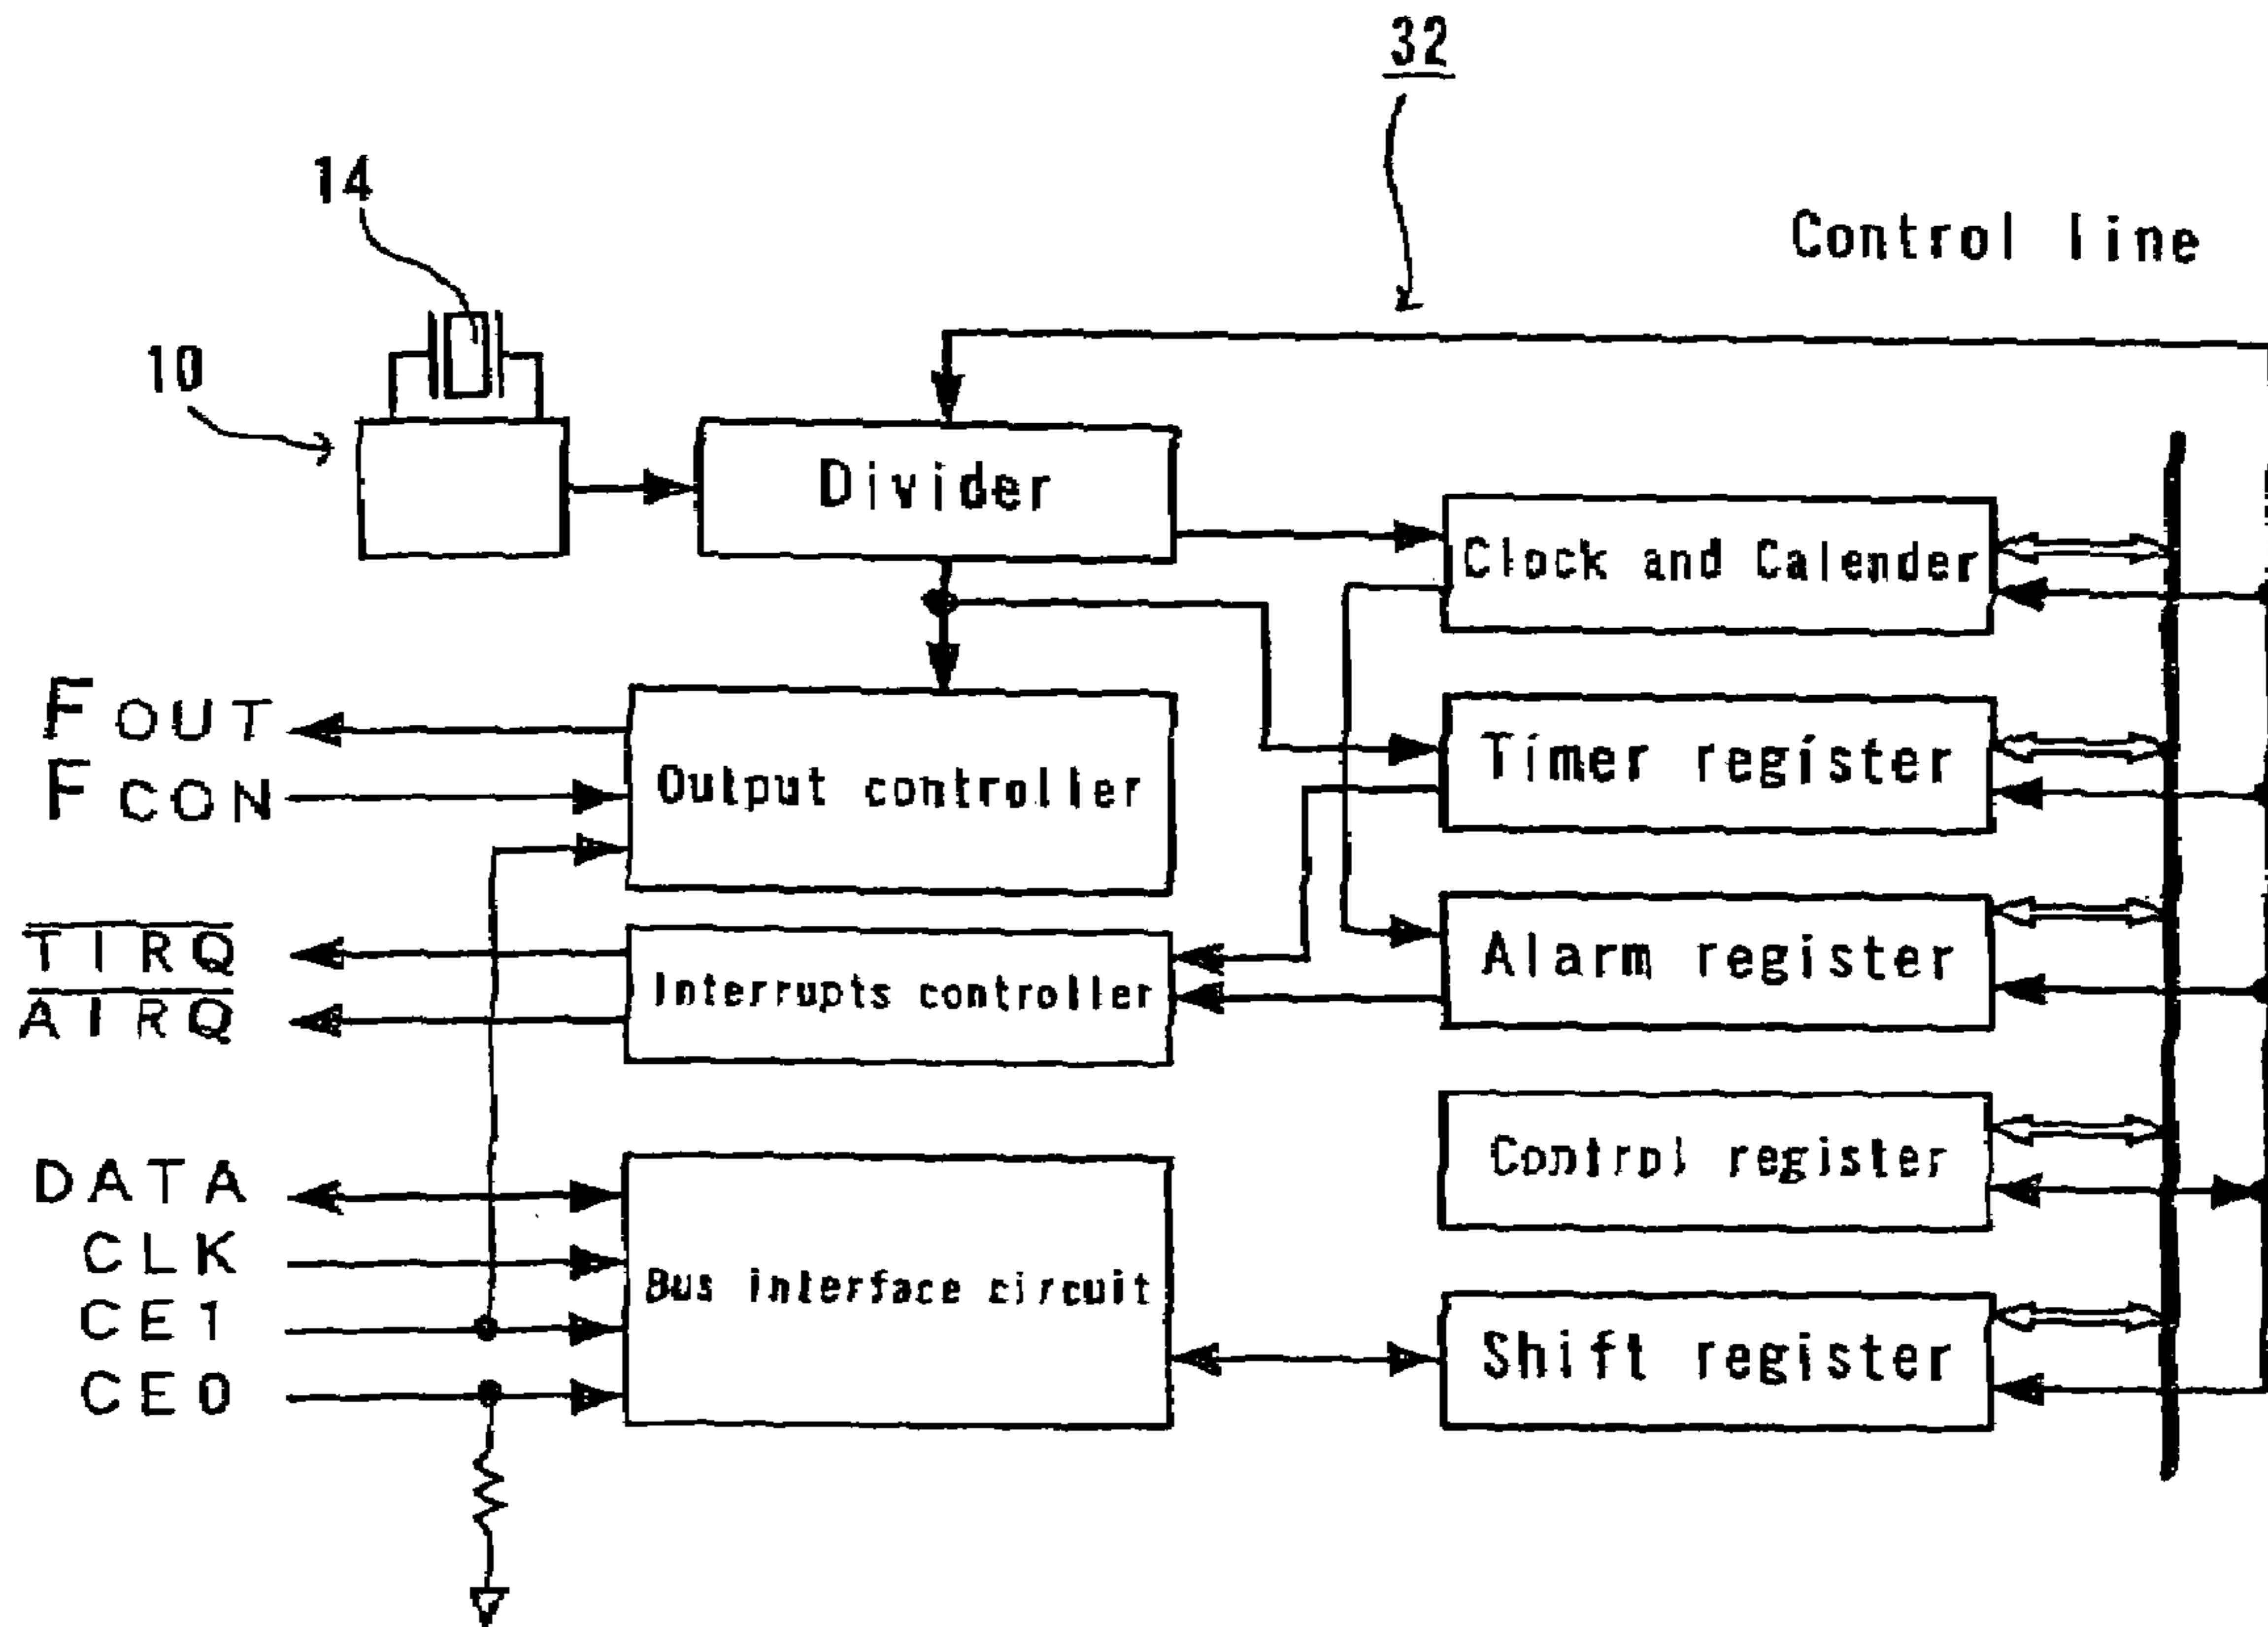 32
14
Control line
10
Divider
Clock and Calender
FOUT
Timer register
FCON
Output controller
TIRQ
Alarm register
Interrupts controller
AIRQ
Control register
DATA
CLK
Bus interface circuit
CE1
Shift register
CE0